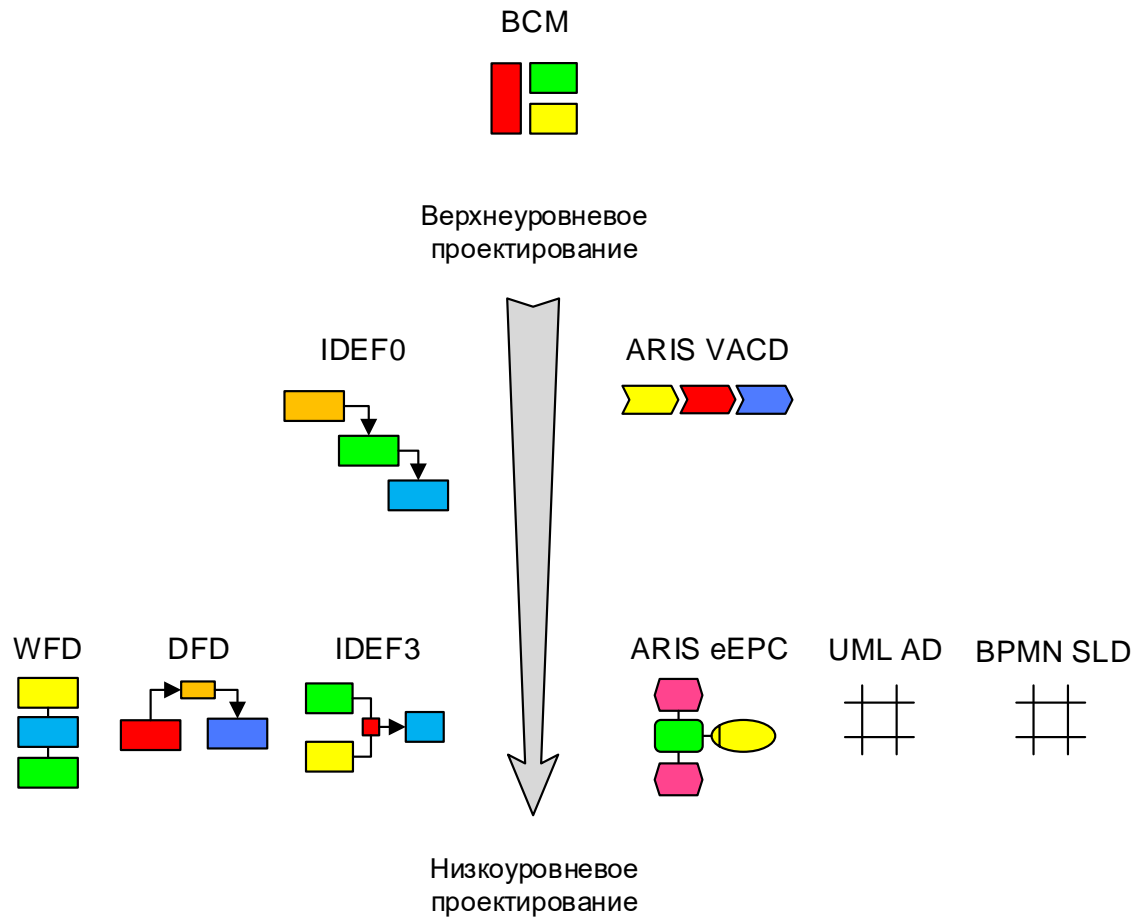 BCM
Верхнеуровневое
проектирование
IDEF0
ARIS VACD
WFD
DFD
IDEF3
ARIS eEPC
UML AD
BPMN SLD
Низкоуровневое
проектирование